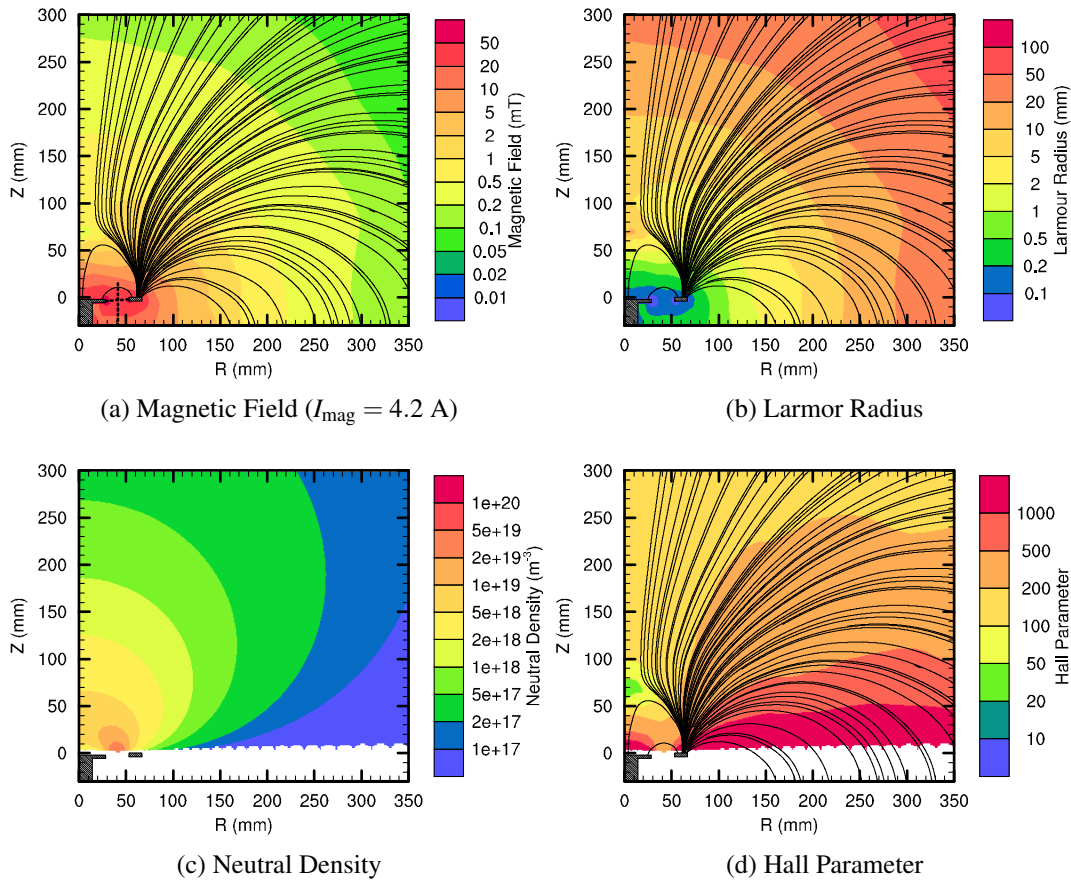 300
250
200
150
100
50
0
Z (mm)
0 50 100 150 200 250 300 350
R (mm)
50
20
10
5
2
1
0.5
0.2
0.1
0.05
0.02
0.01
Magnetic Field (mT)
(a) Magnetic Field (I_mag = 4.2 A)
300
250
200
150
100
50
0
Z (mm)
0 50 100 150 200 250 300 350
R (mm)
100
50
20
10
5
2
1
0.5
0.2
0.1
Larmour Radius (mm)
(b) Larmor Radius
300
250
200
150
100
50
0
Z (mm)
0 50 100 150 200 250 300 350
R (mm)
1e+20
5e+19
2e+19
1e+19
5e+18
2e+18
1e+18
5e+17
2e+17
1e+17
Neutral Density (m⁻³)
(c) Neutral Density
300
250
200
150
100
50
0
Z (mm)
0 50 100 150 200 250 300 350
R (mm)
1000
500
200
100
50
20
10
Hall Parameter
(d) Hall Parameter